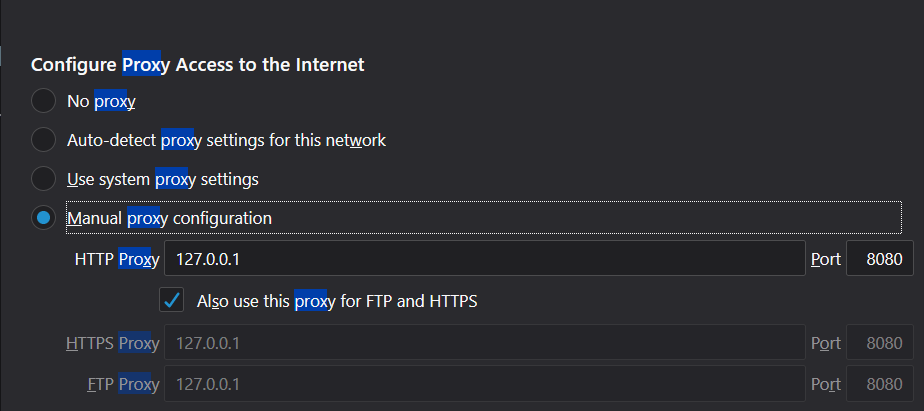 Configure Proxy Access to the Internet
No proxy
Auto-detect proxy settings for this network
Use system proxy settings
Manual proxy configuration
HTTP Proxy 127.0.0.1 Port 8080
Also use this proxy for FTP and HTTPS
HTTPS Proxy 127.0.0.1 Port 8080
FTP Proxy 127.0.0.1 Port 8080